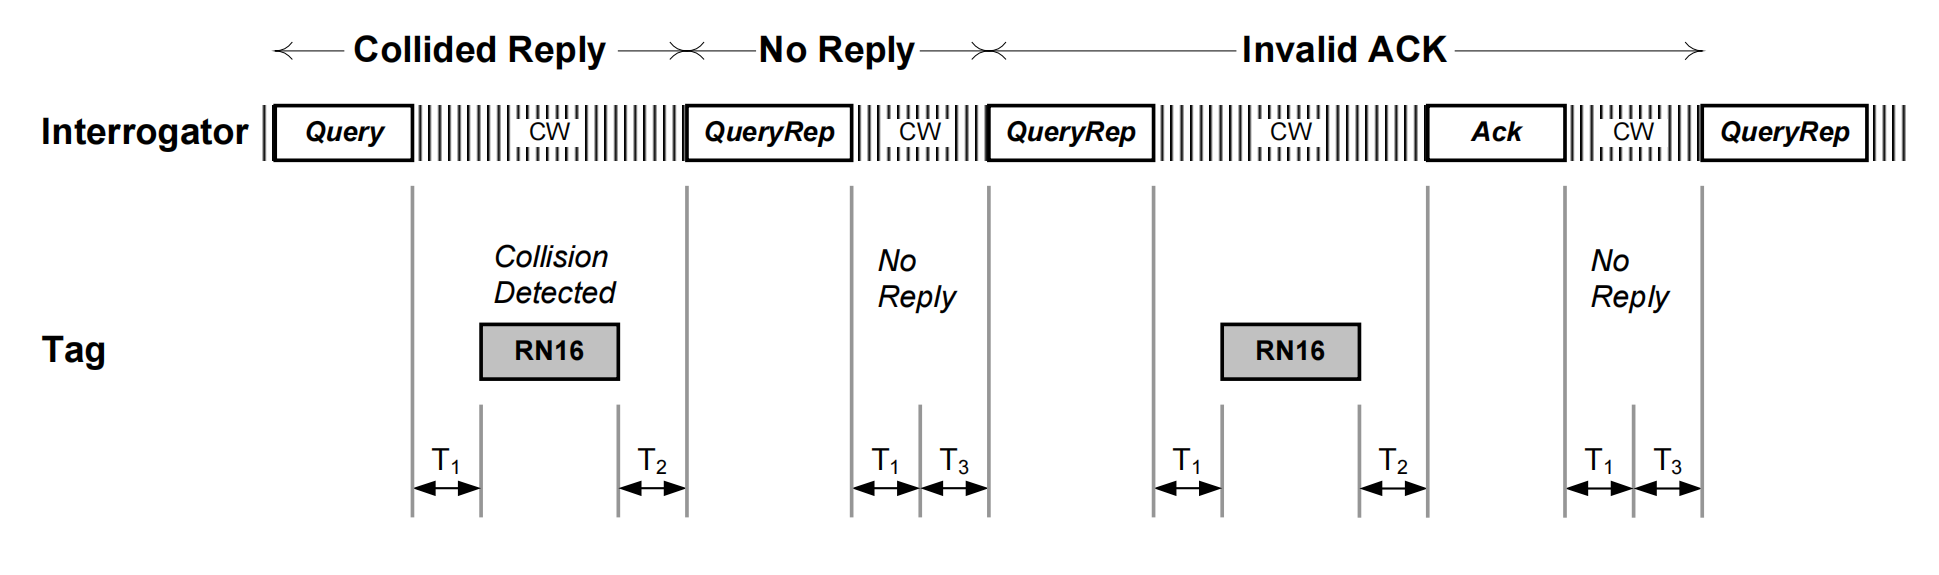 Collided Reply No Reply Invalid ACK
Interrogator Query CW QueryRep CW QueryRep CW Ack CW QueryRep
Collision No No
Detected Reply Reply
Tag RN16 RN16
T1 T2 T1 T3 T1 T2 T1 T3